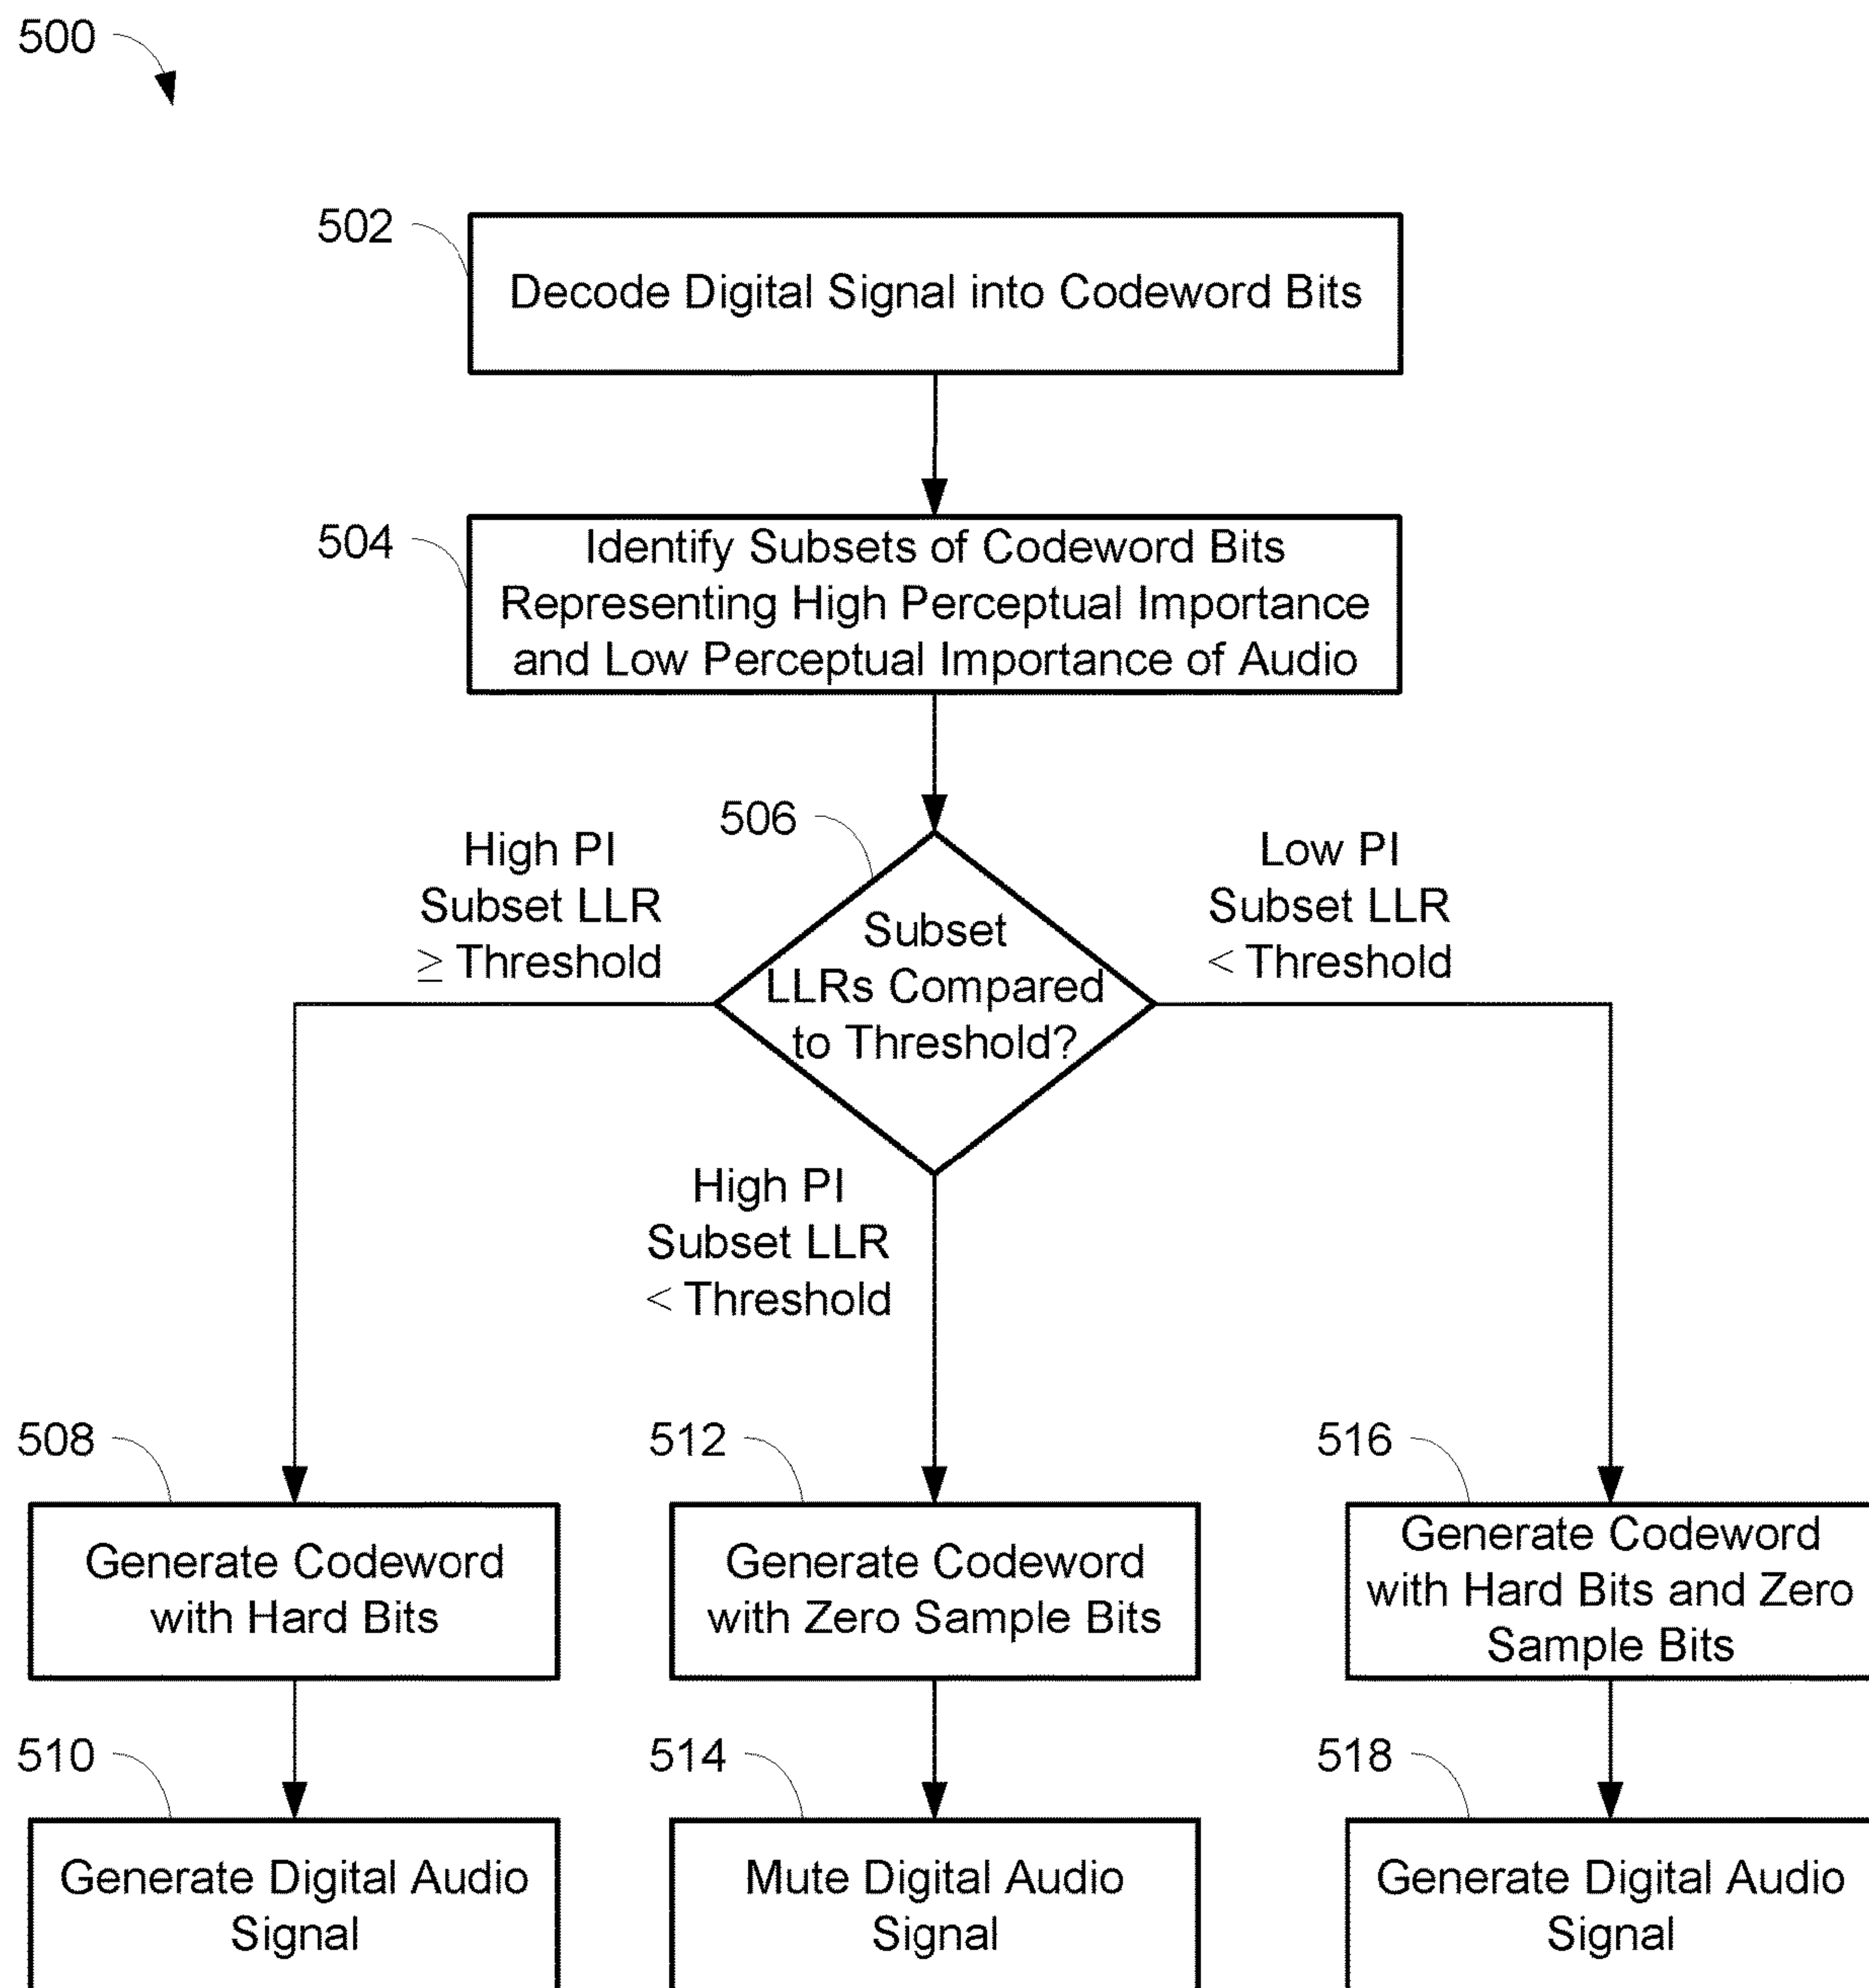 500
502
Decode Digital Signal into Codeword Bits
504
Identify Subsets of Codeword Bits
Representing High Perceptual Importance
and Low Perceptual Importance of Audio
506
High PI
Subset LLR
≥ Threshold
Subset
LLRs Compared
to Threshold?
Low PI
Subset LLR
< Threshold
High PI
Subset LLR
< Threshold
508
Generate Codeword
with Hard Bits
512
Generate Codeword
with Zero Sample Bits
516
Generate Codeword
with Hard Bits and Zero
Sample Bits
510
Generate Digital Audio
Signal
514
Mute Digital Audio
Signal
518
Generate Digital Audio
Signal